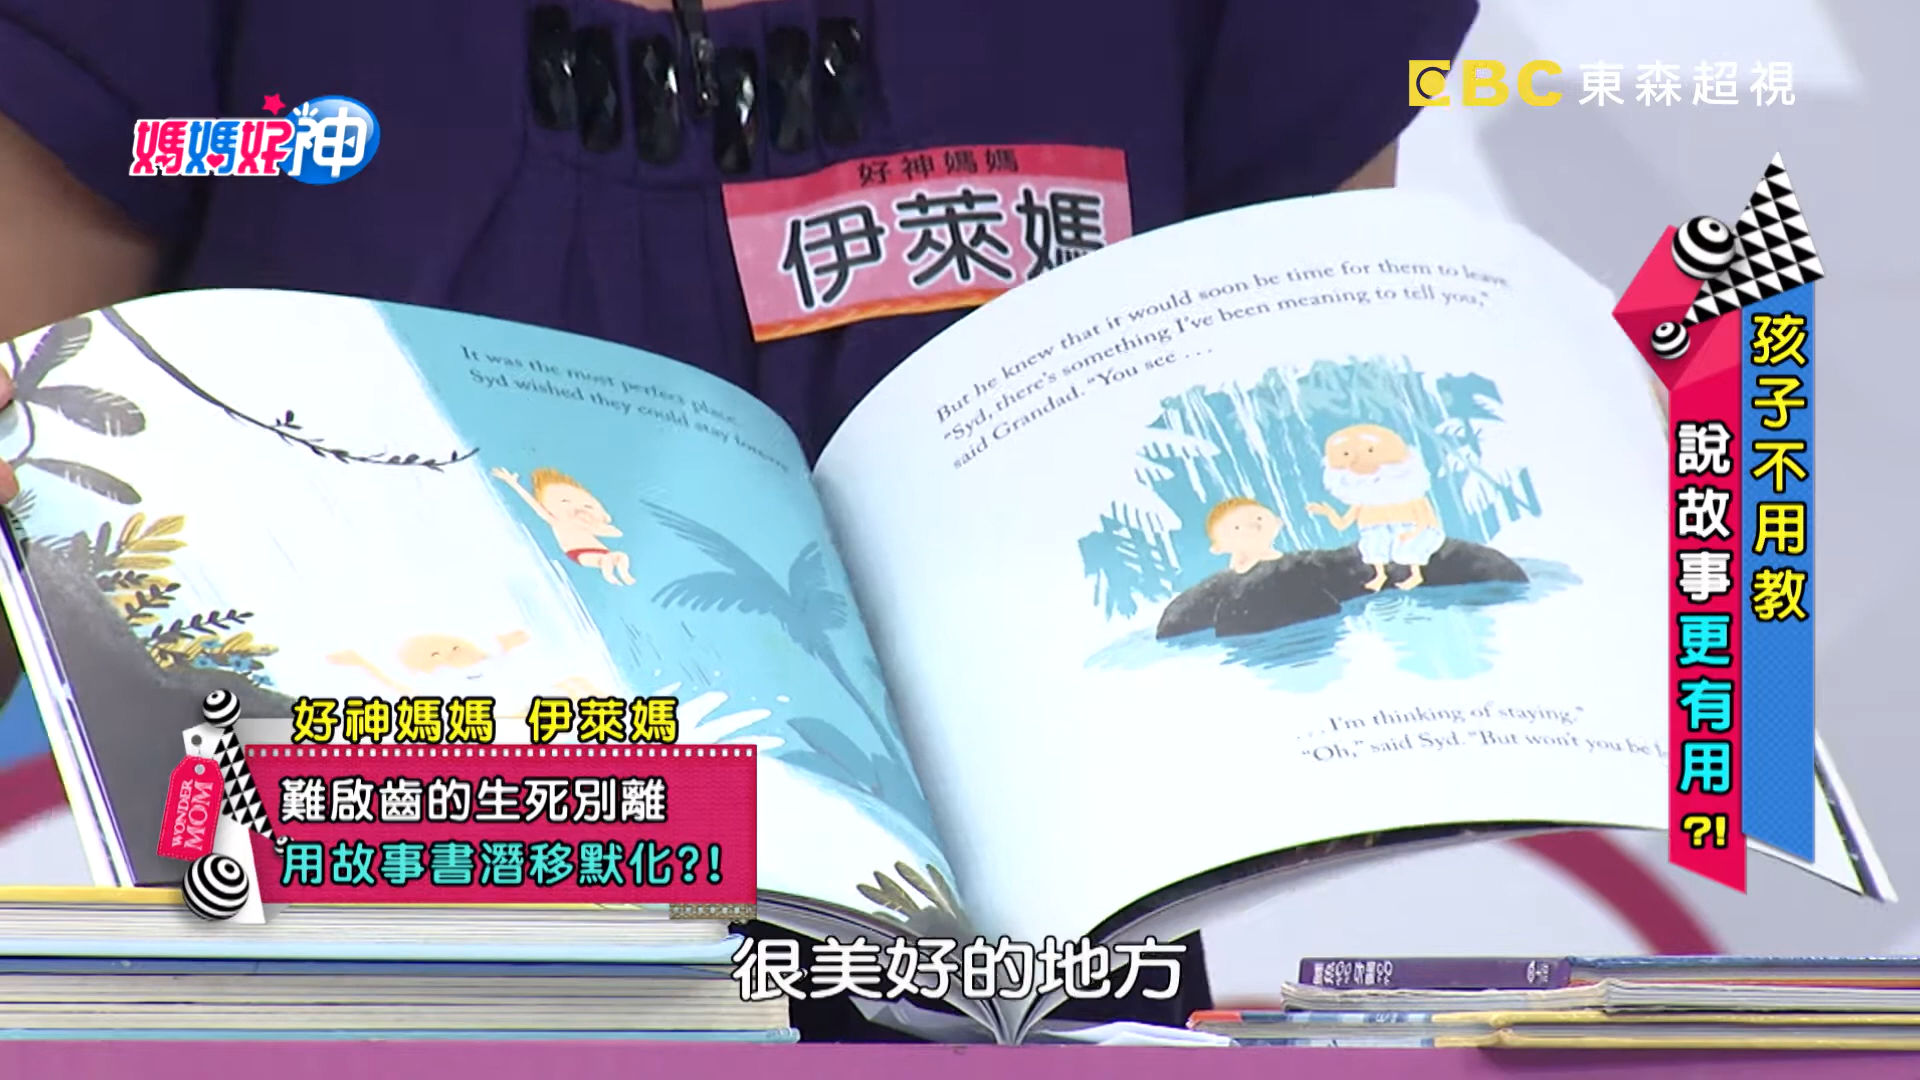 媽媽好神
EBC 東森超視
好神媽媽
伊萊媽
It was the most perfect place.
Syd wished they could stay
But he knew that it would soon be time for them to leave
"Syd, there's something I've been meaning to tell you,"
said Grandad. "You see . . .
. . . I'm thinking of staying."
"Oh," said Syd. "But won't you be
孩子不用教
說故事更有用?!
好神媽媽 伊萊媽
WONDER
MOM
難啟齒的生死別離
用故事書潛移默化?!
很美好的地方